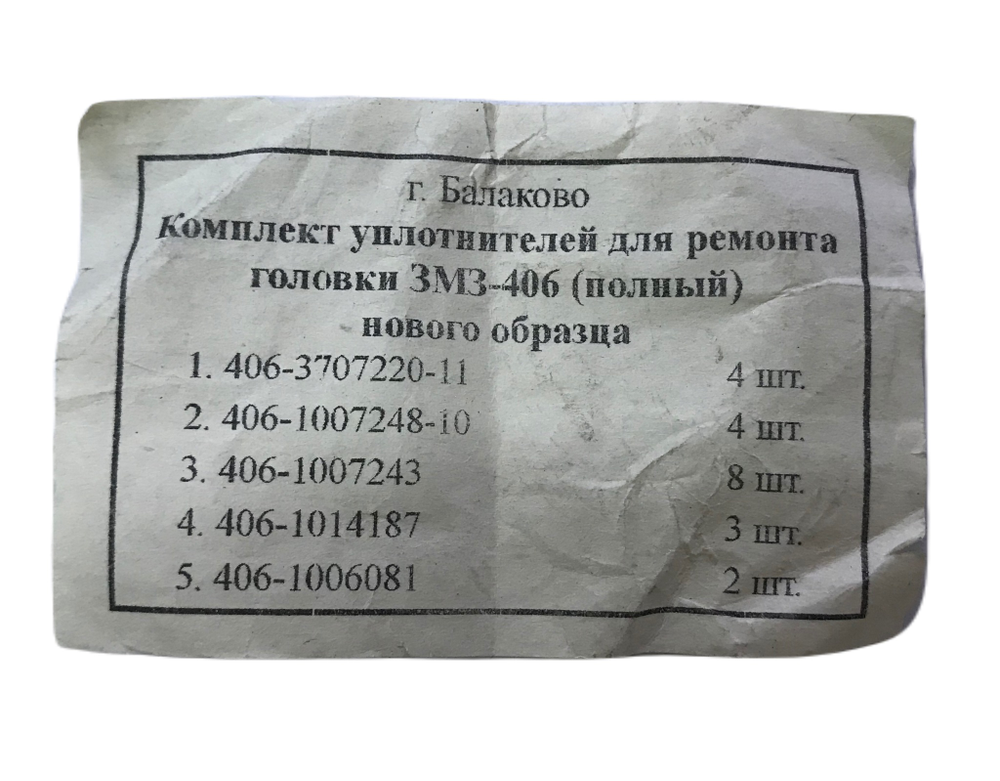 г. Балаково
Комплект уплотнителей для ремонта
головки ЗМЗ-406 (полный)
нового образца
1. 406-3707220-11 4 шт.
2. 406-1007248-10 4 шт.
3. 406-1007243 8 шт.
4. 406-1014187 3 шт.
5. 406-1006081 2 шт.